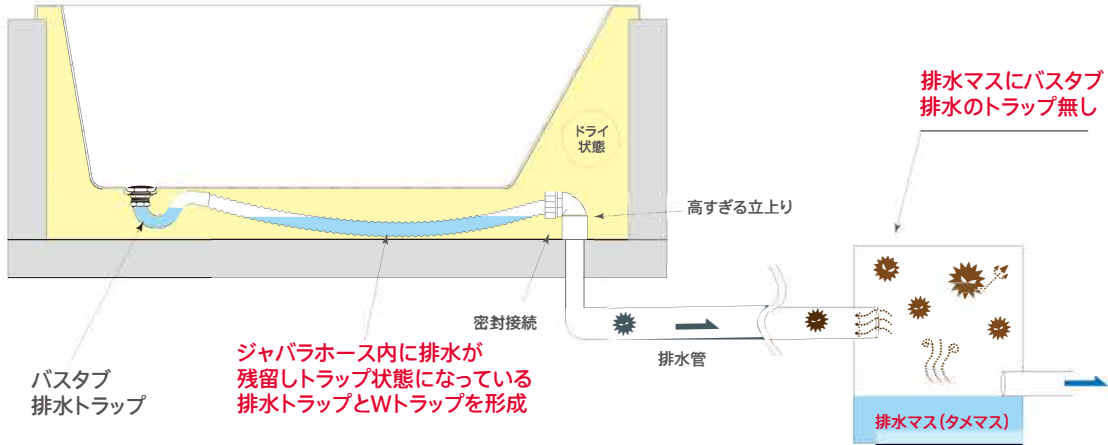 排水マスにバスタブ
排水のトラップ無し
ドライ
状態
高すぎる立上り
密封接続
排水管
ジャバラホース内に排水が
残留しトラップ状態になっている
排水トラップとWトラップを形成
バスタブ
排水トラップ
排水マス(タメマス)